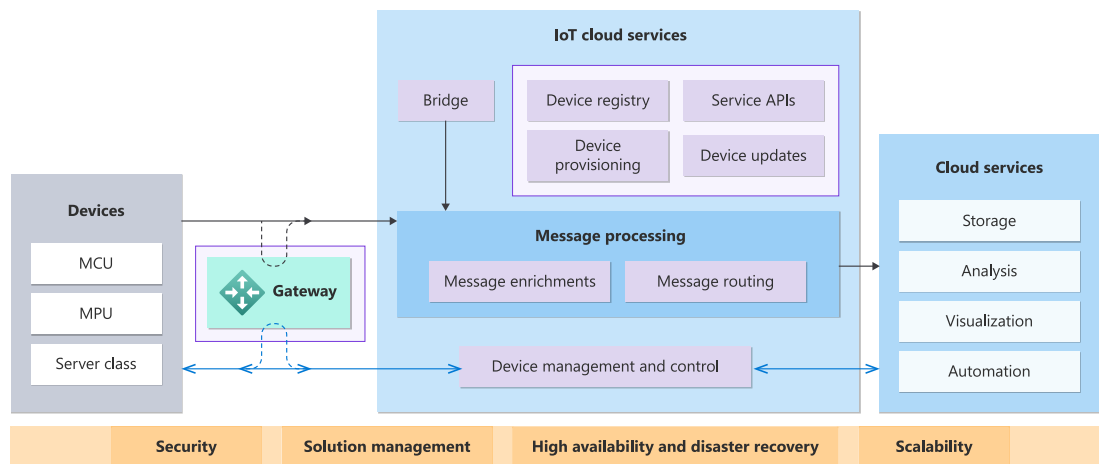 IoT cloud services
Bridge
Device registry
Service APIs
Device
provisioning
Device updates
Devices
MCU
MPU
Server class
Gateway
Message processing
Message enrichments
Message routing
Device management and control
Cloud services
Storage
Analysis
Visualization
Automation
Security
Solution management
High availability and disaster recovery
Scalability